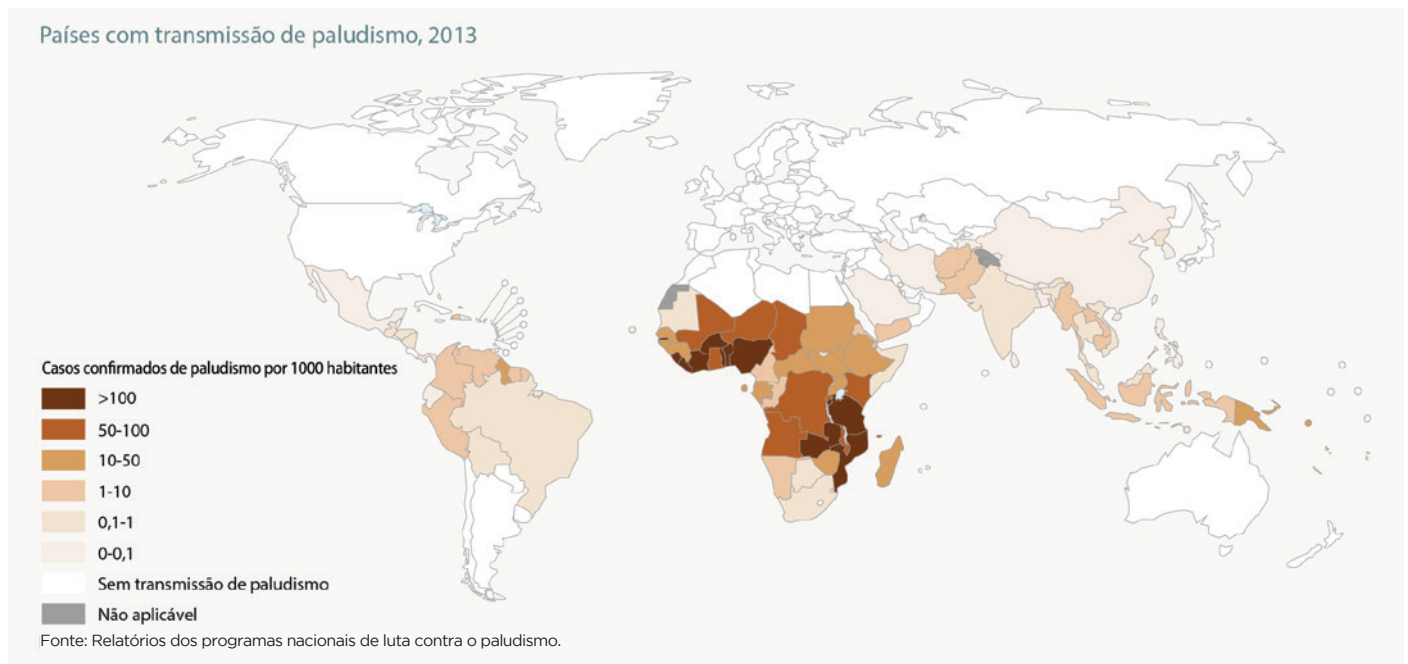 Países com transmissão de paludismo, 2013
Casos confirmados de paludismo por 1000 habitantes
>100
50-100
10-50
1-10
0,1-1
0-0,1
Sem transmissão de paludismo
Não aplicável
Fonte: Relatórios dos programas nacionais de luta contra o paludismo.